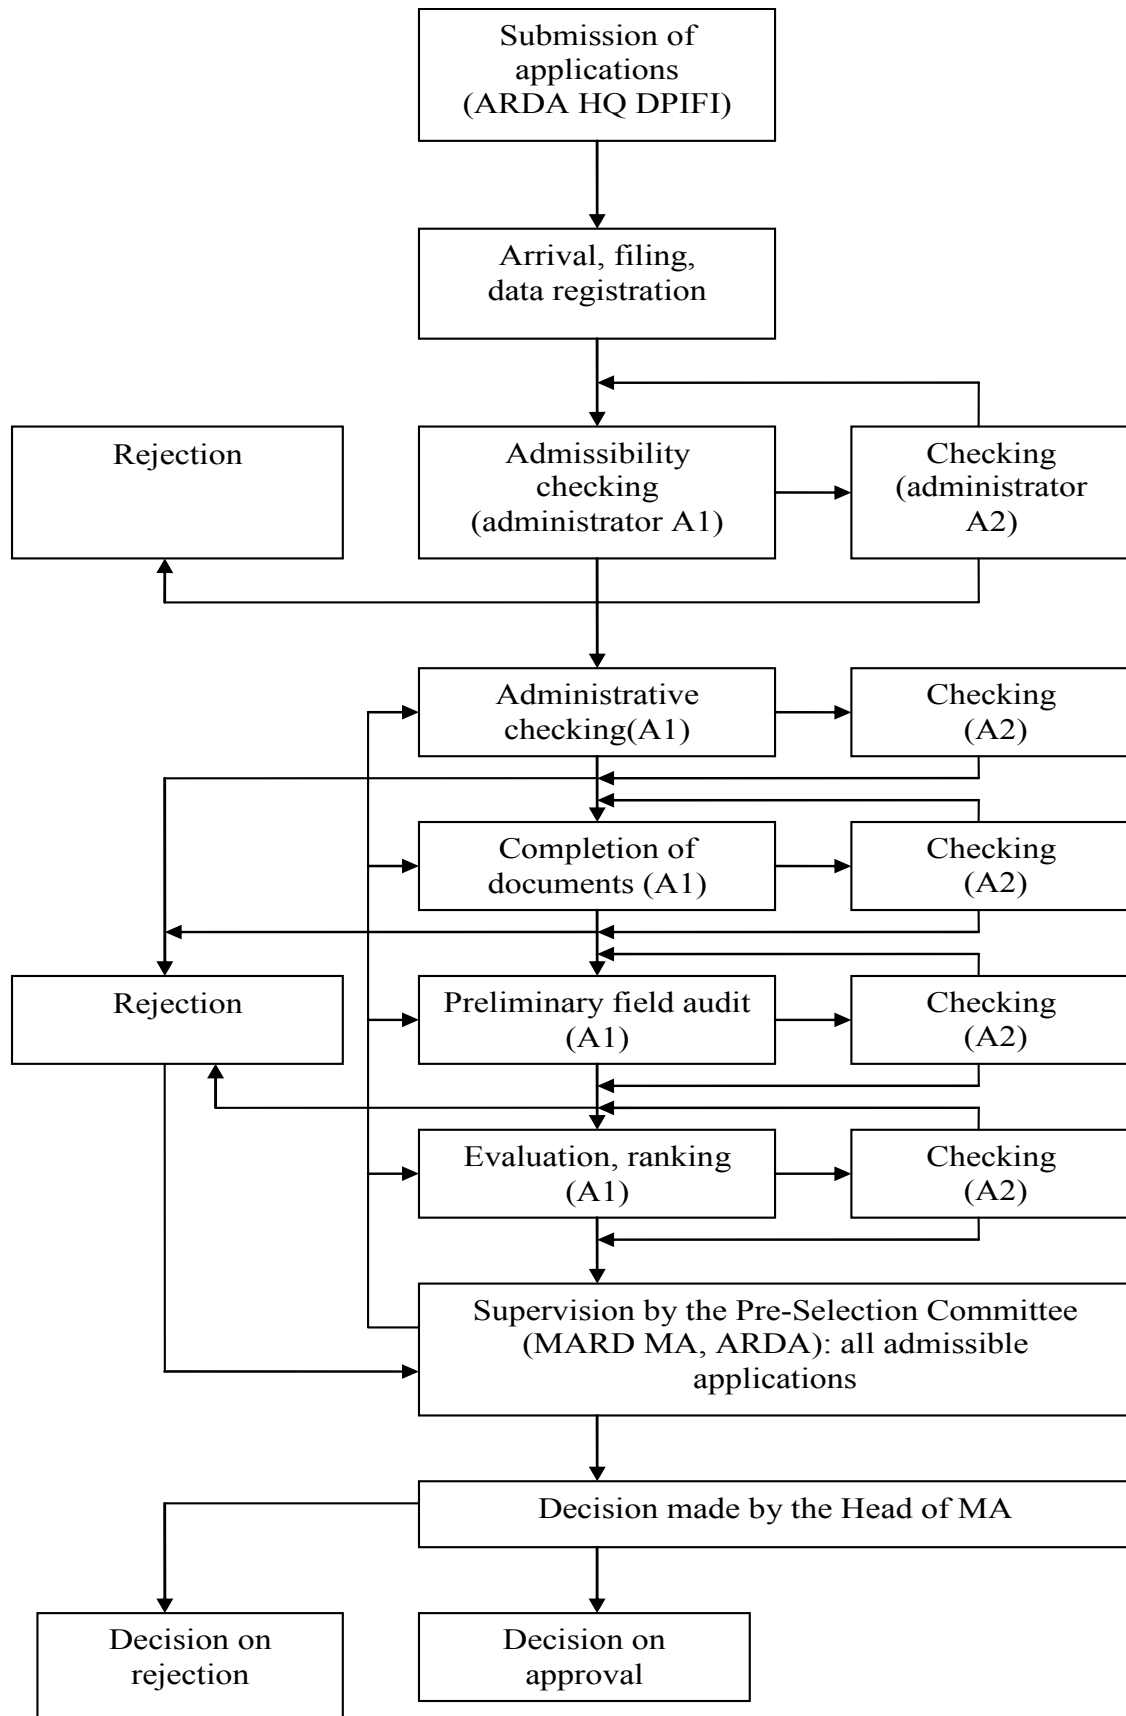 Submission of
applications
(ARDA HQ DPIFI)
Arrival, filing,
data registration
Rejection
Admissibility
checking
(administrator A1)
Checking
(administrator
A2)
Administrative
checking(A1)
Checking
(A2)
Completion of
documents (A1)
Checking
(A2)
Rejection
Preliminary field audit
(A1)
Checking
(A2)
Evaluation, ranking
(A1)
Checking
(A2)
Supervision by the Pre-Selection Committee
(MARD MA, ARDA): all admissible
applications
Decision made by the Head of MA
Decision on
rejection
Decision on
approval